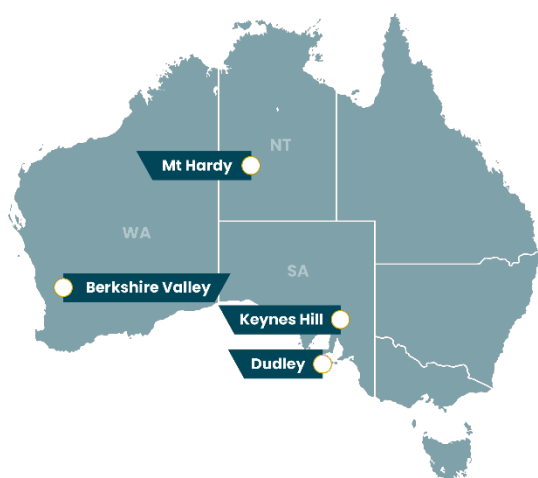 NT
Mt Hardy
WA
SA
Berkshire Valley
Keynes Hill
Dudley